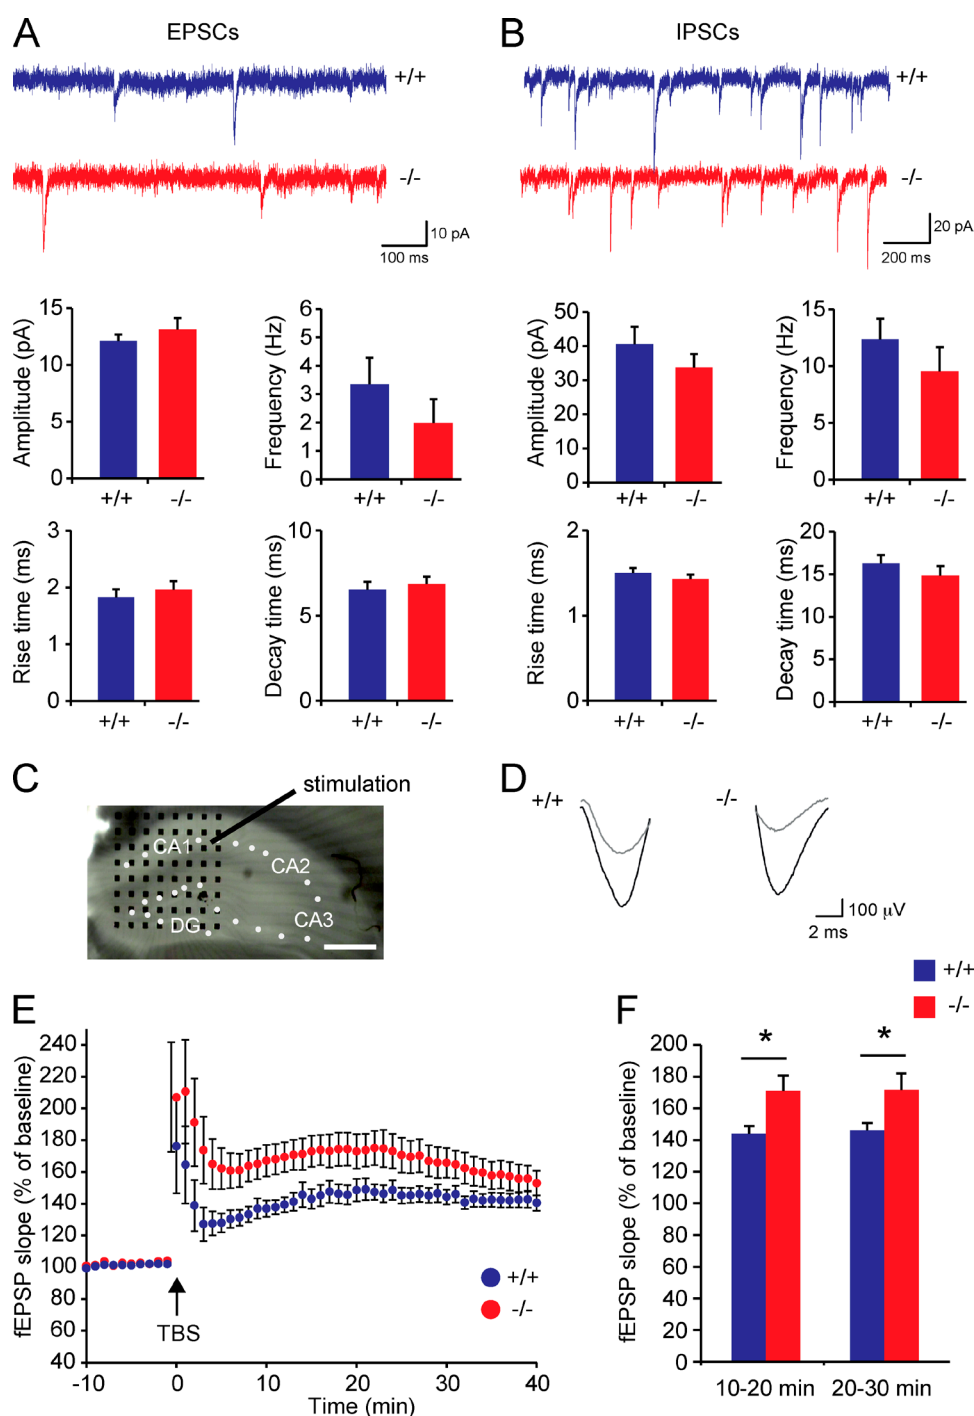 A EPSCs
+/+
-/-
10 pA
100 ms
B IPSCs
+/+
-/-
20 pA
200 ms
Amplitude (pA)
15
10
5
0
+/+ -/-
Frequency (Hz)
6
5
4
3
2
1
0
+/+ -/-
Amplitude (pA)
50
40
30
20
10
0
+/+ -/-
Frequency (Hz)
15
10
5
0
+/+ -/-
Rise time (ms)
3
2
1
0
+/+ -/-
Decay time (ms)
10
5
0
+/+ -/-
Rise time (ms)
2
1
0
+/+ -/-
Decay time (ms)
20
15
10
5
0
+/+ -/-
C
stimulation
CA1
CA2
CA3
DG
D
+/+ -/-
100 µV
2 ms
+/+
-/-
E
fEPSP slope (% of baseline)
240
220
200
180
160
140
120
100
80
60
40
TBS
+/+
-/-
-10 0 10 20 30 40
Time (min)
F
fEPSP slope (% of baseline)
200
180
160
140
120
100
80
60
40
20
0
* *
10-20 min 20-30 min